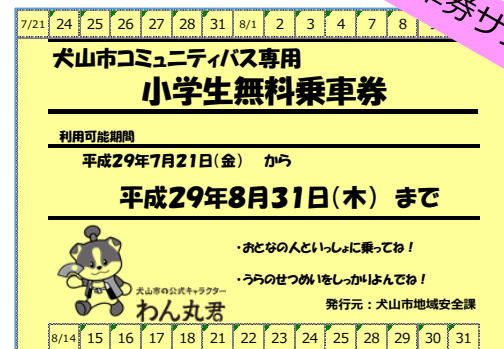 7/21 24 25 26 27 28 31 8/1 2 3 4 7 8
券サ
犬山市コミュニティバス専用
小学生無料乗車券
利用可能期間
平成29年7月21日(金) から
平成29年8月31日(木) まで
・おとなの人といっしょに乗ってね!
・うらのせつめいをしっかりよんでね!
犬山市の公式キャラクター
わん丸君
発行元:犬山市地域安全課
8/14 15 16 17 18 21 22 23 24 25 28 29 30 31